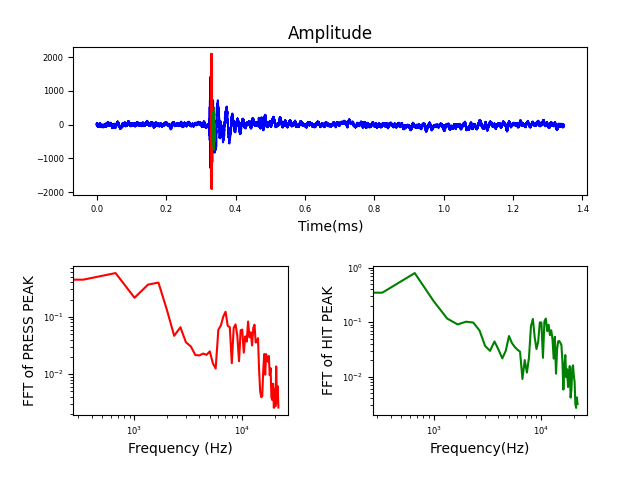 Amplitude
2000
1000
0
−1000
−2000
0.0 0.2 0.4 0.6 0.8 1.0 1.2 1.4
Time(ms)
FFT of PRESS PEAK
10⁻¹
10⁻²
10³ 10⁴
Frequency (Hz)
FFT of HIT PEAK
10⁰
10⁻¹
10⁻²
10³ 10⁴
Frequency(Hz)